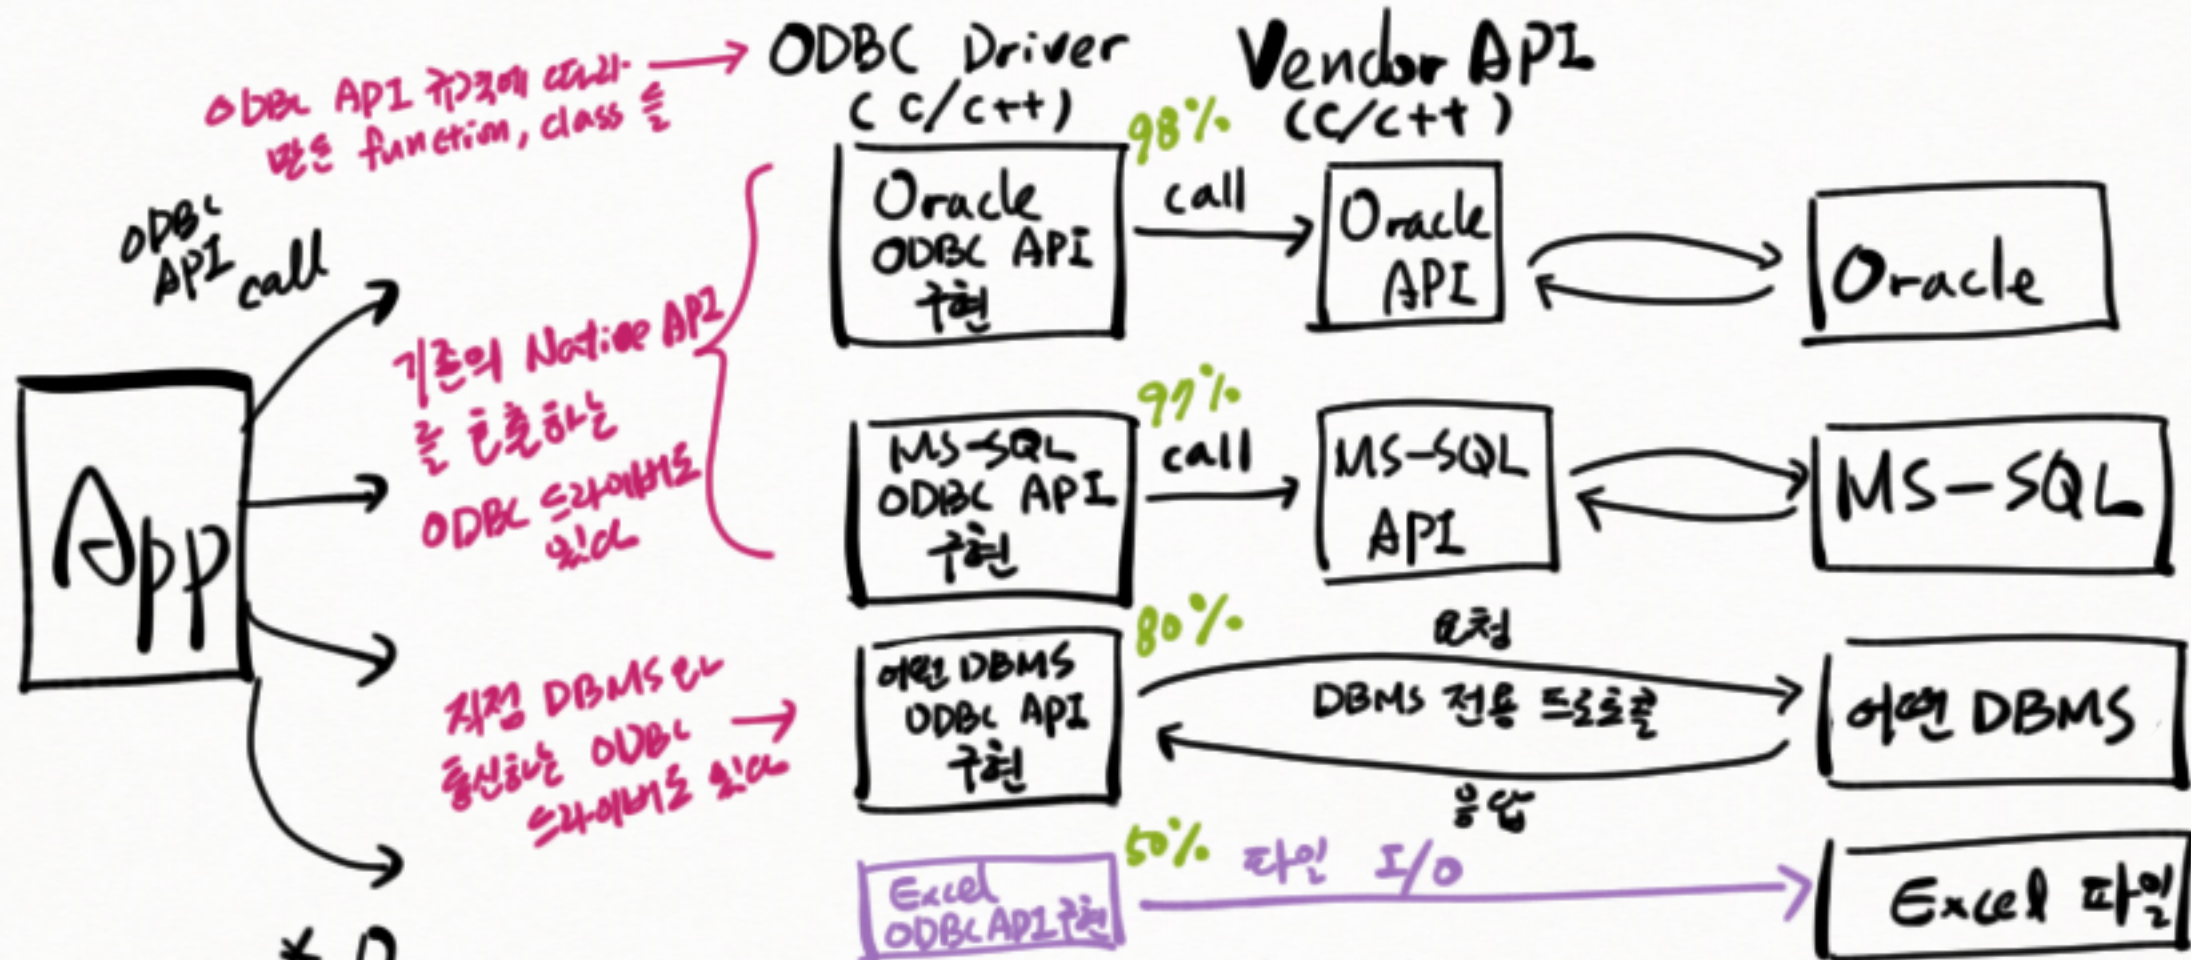 ODBC Driver
(C/C++)
Vendor API
(C/C++)
ODBC API 규칙에 따라
만든 function, class 들
ODBC
API call
App
기존의 Native API
를 호출하는
ODBC 드라이버도
있다
직접 DBMS와
통신하는 ODBC
드라이버도 있다
Oracle
ODBC API
구현
98%
call
Oracle
API
Oracle
MS-SQL
ODBC API
구현
97%
call
MS-SQL
API
MS-SQL
어떤 DBMS
ODBC API
구현
80%
요청
DBMS 전용 프로토콜
응답
어떤 DBMS
Excel
ODBC API 구현
50%
파일 I/O
Excel 파일